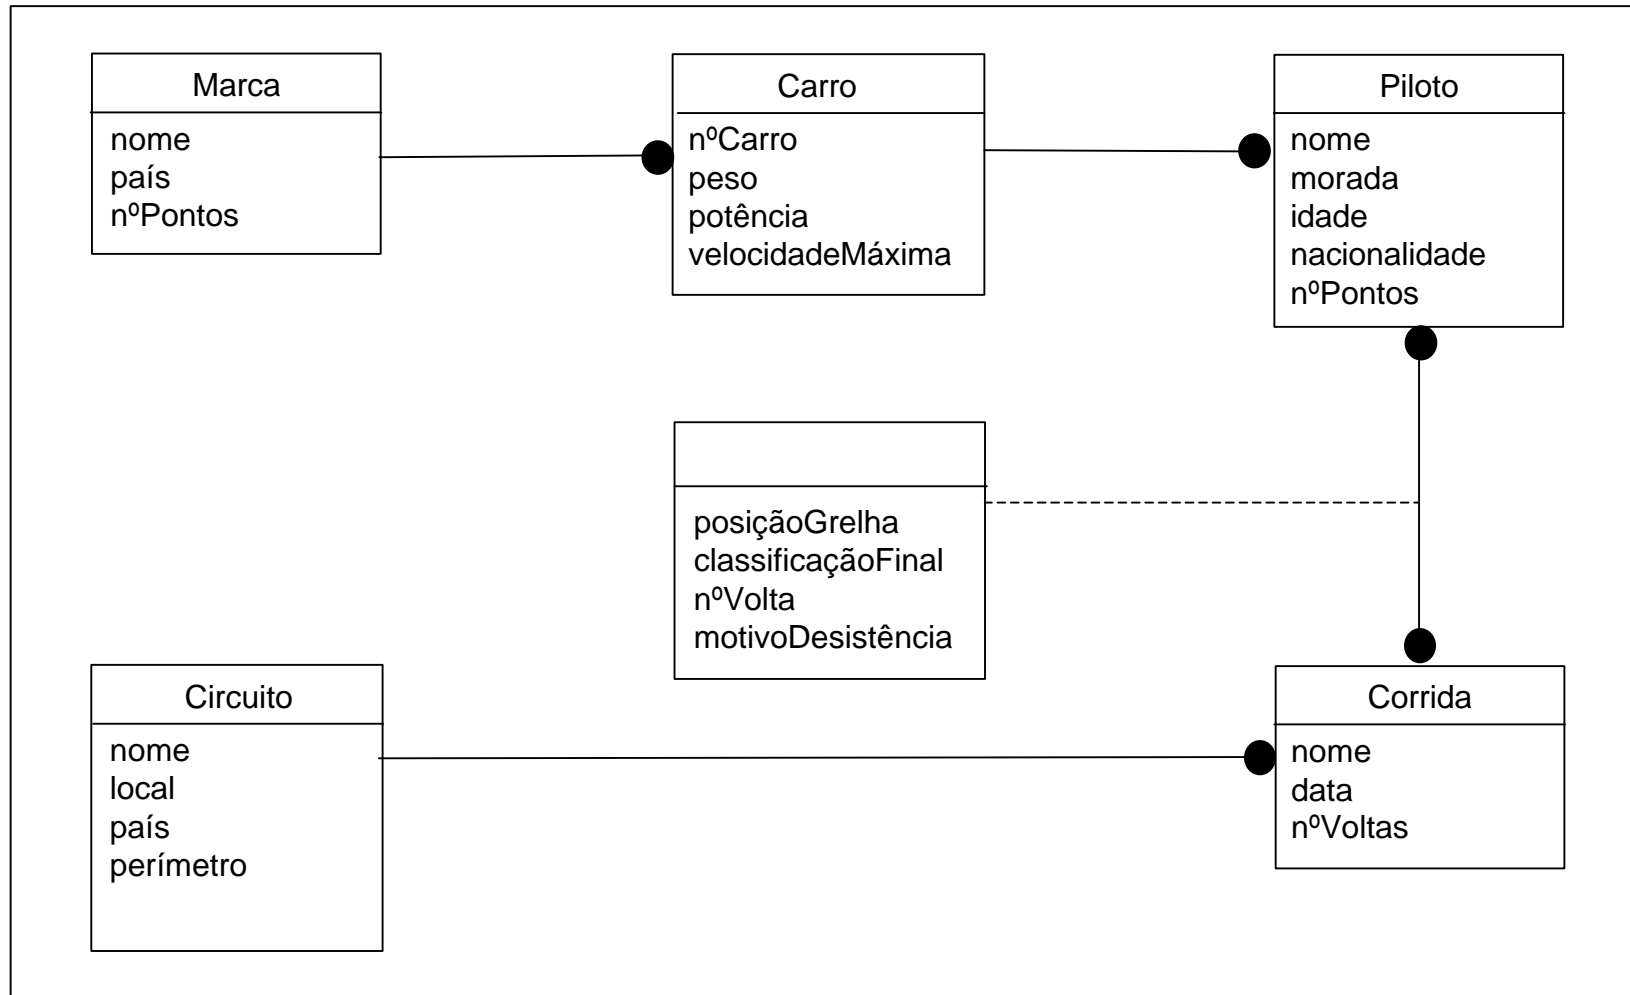 Marca
nome
país
nºPontos
Carro
nºCarro
peso
potência
velocidadeMáxima
Piloto
nome
morada
idade
nacionalidade
nºPontos
posiçãoGrelha
classificaçãoFinal
nºVolta
motivoDesistência
Circuito
nome
local
país
perímetro
Corrida
nome
data
nºVoltas